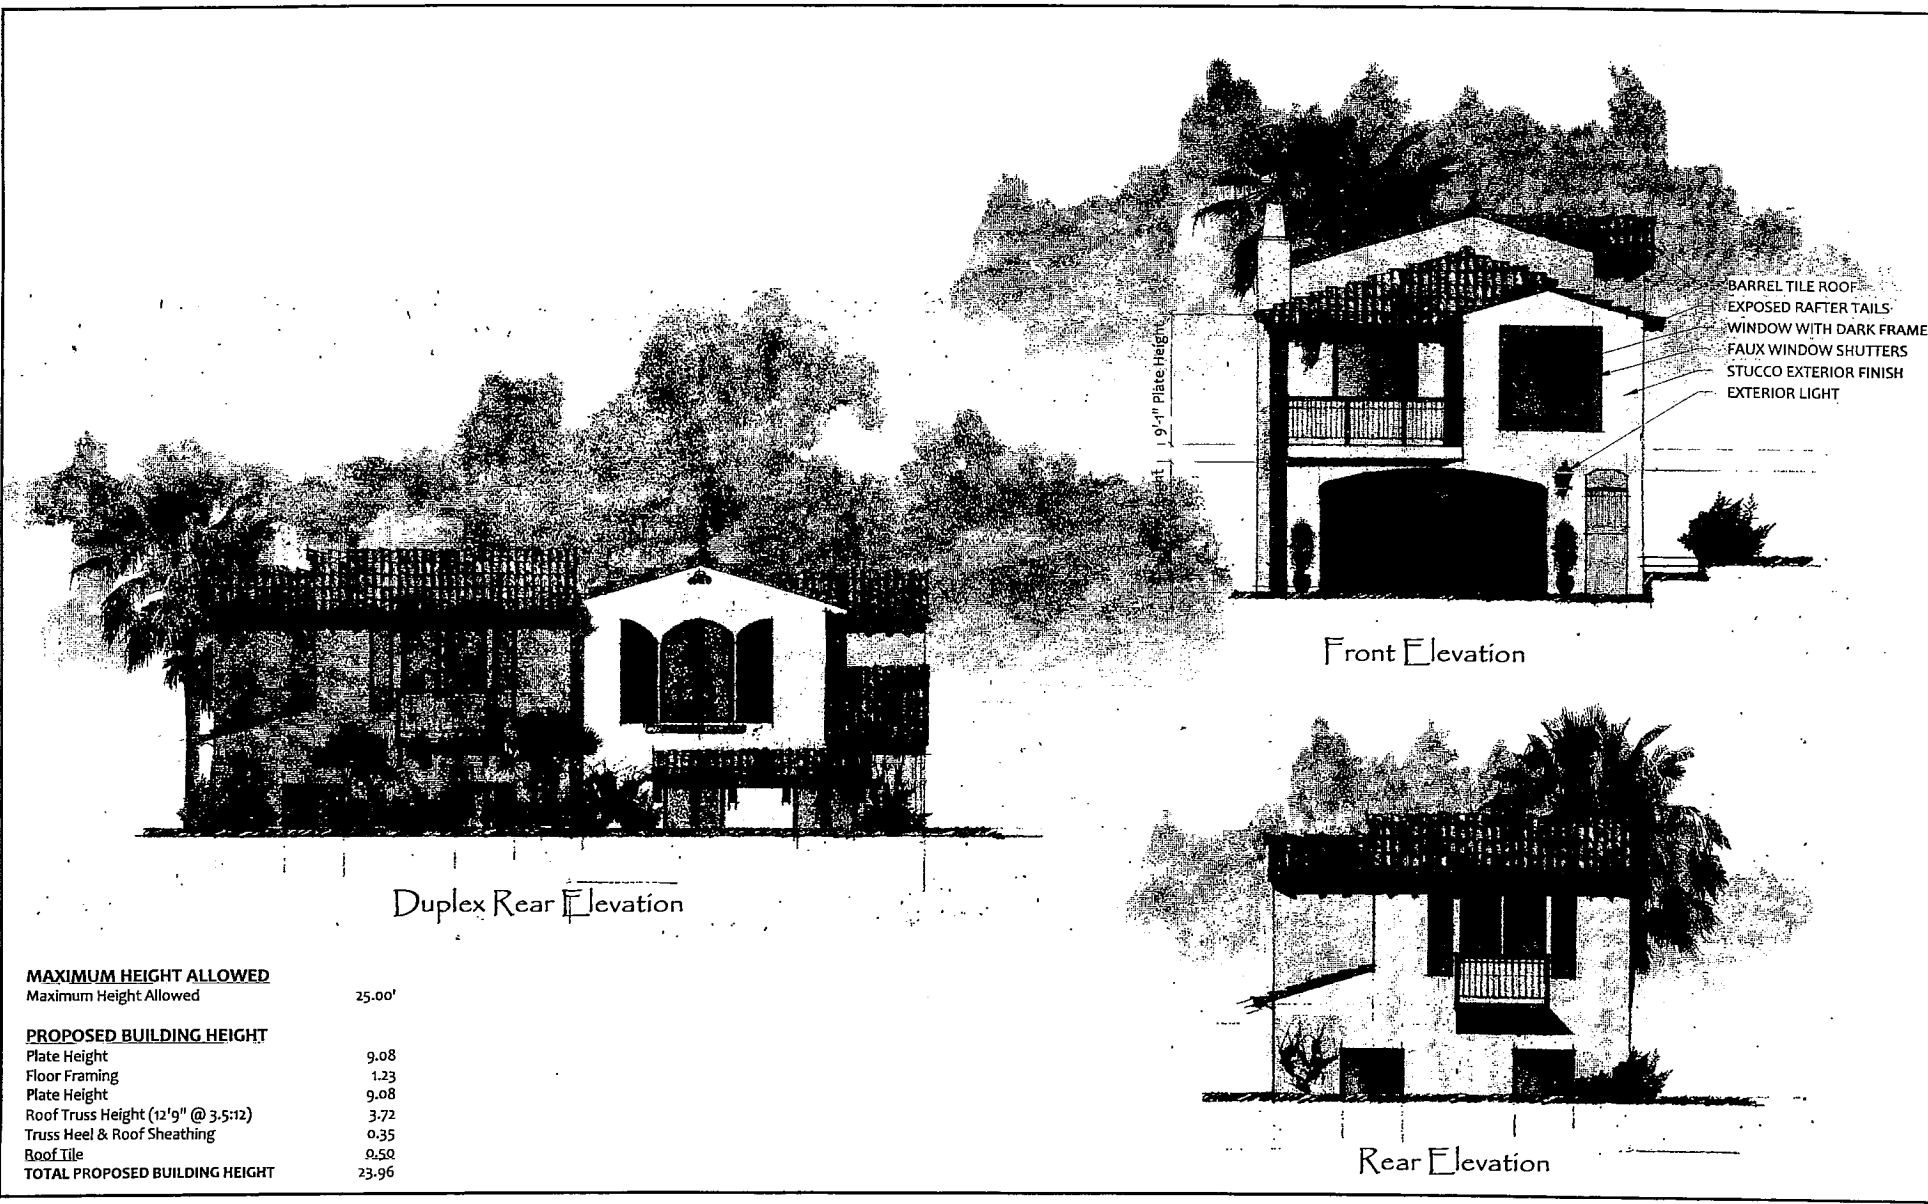 BARREL TILE ROOF
EXPOSED RAFTER TAILS
WINDOW WITH DARK FRAME
FAUX WINDOW SHUTTERS
STUCCO EXTERIOR FINISH
EXTERIOR LIGHT
9'-1" Plate Height
Front Elevation
Duplex Rear Elevation
Rear Elevation
MAXIMUM HEIGHT ALLOWED
Maximum Height Allowed 25.00'
PROPOSED BUILDING HEIGHT
Plate Height 9.08
Floor Framing 1.23
Plate Height 9.08
Roof Truss Height (12'9" @ 3.5:12) 3.72
Truss Heel & Roof Sheathing 0.35
Roof Tile 0.50
TOTAL PROPOSED BUILDING HEIGHT 23.96